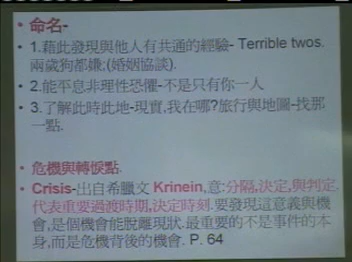 • 命名-
• 1.藉此發現與他人有共通的經驗- Terrible twos.
兩歲狗都嫌;(婚姻協談).
• 2.能平息非理性恐懼-不是只有你一人
• 3.了解此時此地-現實,我在哪?旅行與地圖-找那
一點.
• 危機與轉悷點.
• Crisis-出自希臘文 Krinein,意:分隔,決定,與判定.
代表重要過渡時期,決定時刻.要發現這意義與機
會,是個機會能脫離現狀.最重要的不是事件的本
身,而是危機背後的機會. P. 64